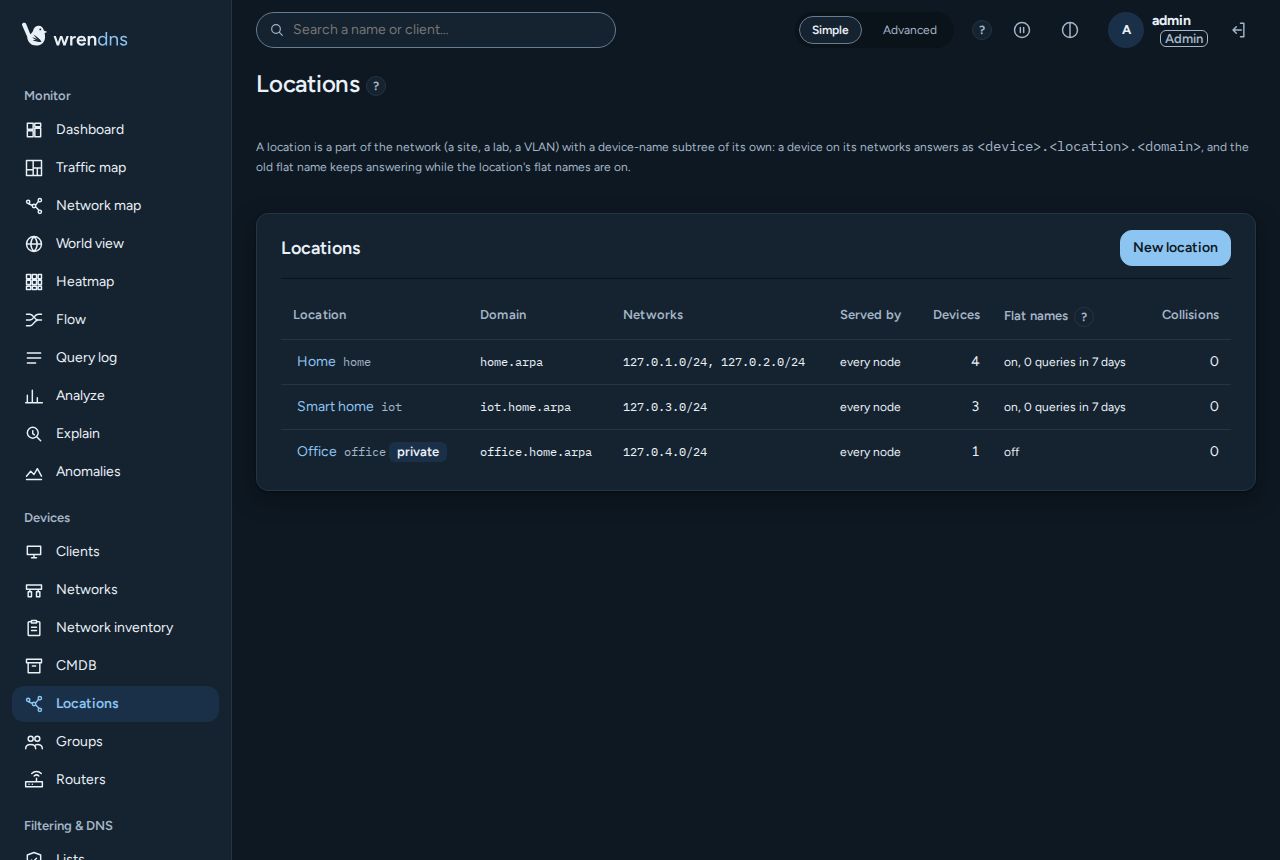 wrendns
Search a name or client...
Simple
Advanced
?
A
admin
Admin
Monitor
Dashboard
Traffic map
Network map
World view
Heatmap
Flow
Query log
Analyze
Explain
Anomalies
Devices
Clients
Networks
Network inventory
CMDB
Locations
Groups
Routers
Filtering & DNS
Lists
Locations ?
A location is a part of the network (a site, a lab, a VLAN) with a device-name subtree of its own: a device on its networks answers as <device>.<location>.<domain>, and the
old flat name keeps answering while the location's flat names are on.
Locations
New location
Location Domain Networks Served by Devices Flat names ? Collisions
Home home home.arpa 127.0.1.0/24, 127.0.2.0/24 every node 4 on, 0 queries in 7 days 0
Smart home iot iot.home.arpa 127.0.3.0/24 every node 3 on, 0 queries in 7 days 0
Office office private office.home.arpa 127.0.4.0/24 every node 1 off 0